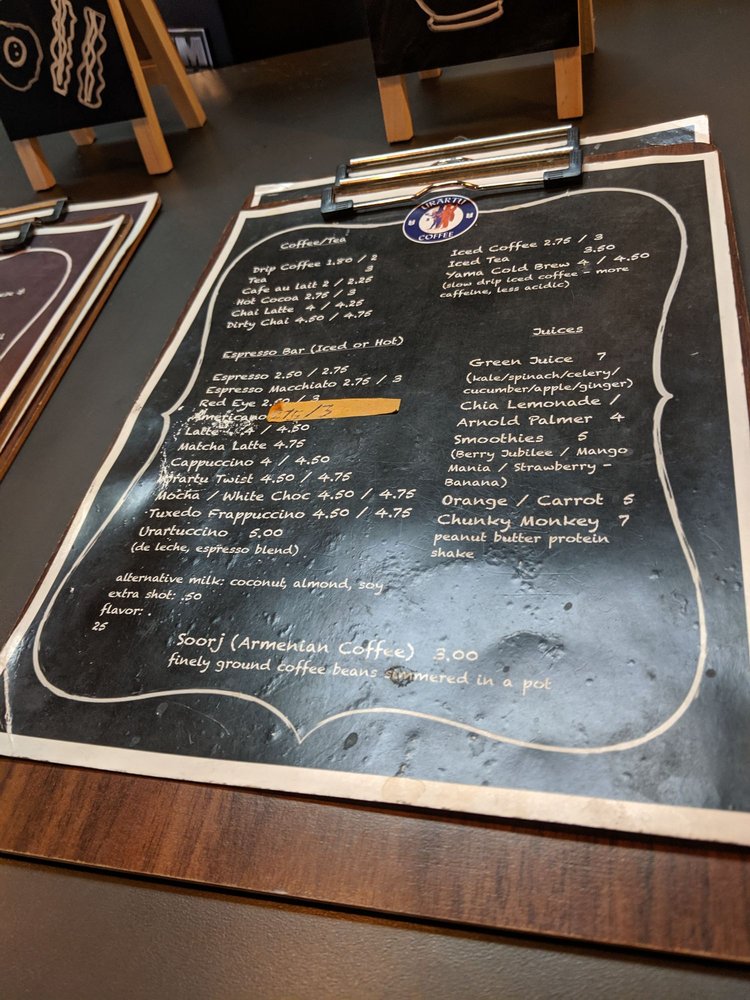 URARTU
COFFEE
Coffee/Tea
Drip Coffee 1.80 / 2
Tea 3
Cafe au lait 2 / 2.25
Hot Cocoa 2.75 / 3
Chai Latte 4 / 4.25
Dirty Chai 4.50 / 4.75
Espresso Bar (Iced or Hot)
Espresso 2.50 / 2.75
Espresso Macchiato 2.75 / 3
Red Eye / 3
Americano .75 / 3
Latte 4 / 4.50
Matcha Latte 4.75
Cappuccino 4 / 4.50
Urartu Twist 4.50 / 4.75
Mocha / White Choc 4.50 / 4.75
Tuxedo Frappuccino 4.50 / 4.75
Urartuccino 5.00
(de leche, espresso blend)
alternative milk: coconut, almond, soy
extra shot: .50
flavor: .
25
Iced Coffee 2.75 / 3
Iced Tea 3.50
Yama Cold Brew 4 / 4.50
(slow drip iced coffee - more
caffeine, less acidic)
Juices
Green Juice 7
(kale/spinach/celery/
cucumber/apple/ginger)
Chia Lemonade /
Arnold Palmer 4
Smoothies 5
(Berry Jubilee / Mango
Mania / Strawberry -
Banana)
Orange / Carrot 5
Chunky Monkey 7
peanut butter protein
shake
Soorj (Armenian Coffee) 3.00
finely ground coffee beans simmered in a pot